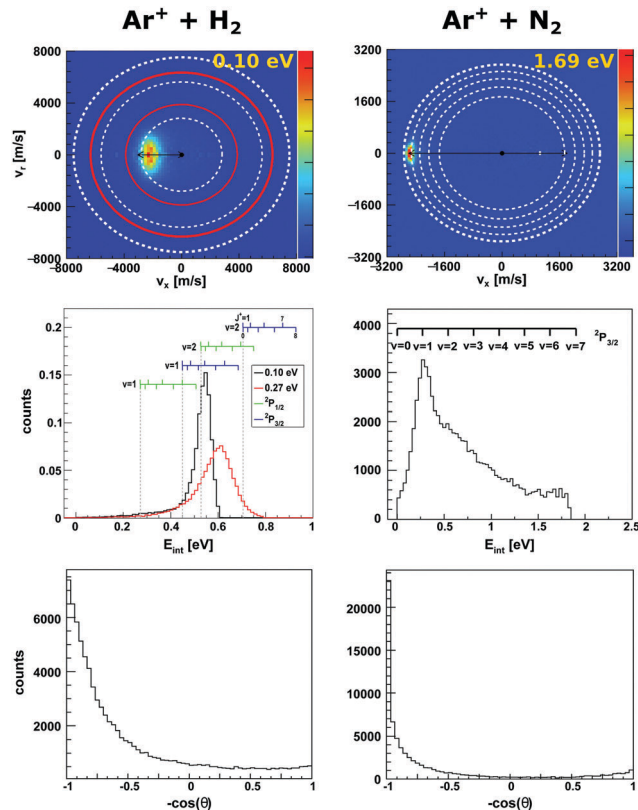 Ar⁺ + H₂
Ar⁺ + N₂
8000
4000
0
−4000
−8000
vᵣ [m/s]
0.10 eV
−8000 −4000 0 4000 8000
vₓ [m/s]
3200
1600
0
−1600
−3200
1.69 eV
−3200 −1600 0 1600 3200
vₓ [m/s]
0.2
0.15
0.1
0.05
0
counts
J⁺=1 7
v=2
0 8
v=2
v=1
v=1
0.10 eV
0.27 eV
²P₁/₂
²P₃/₂
0 0.2 0.4 0.6 0.8 1
E_int [eV]
4000
3000
2000
1000
0
²P₃/₂
v=0 v=1 v=2 v=3 v=4 v=5 v=6 v=7
0 0.5 1 1.5 2 2.5
E_int [eV]
6000
4000
2000
counts
-1 -0.5 0 0.5 1
-cos(θ)
20000
15000
10000
5000
0
-1 -0.5 0 0.5 1
-cos(θ)